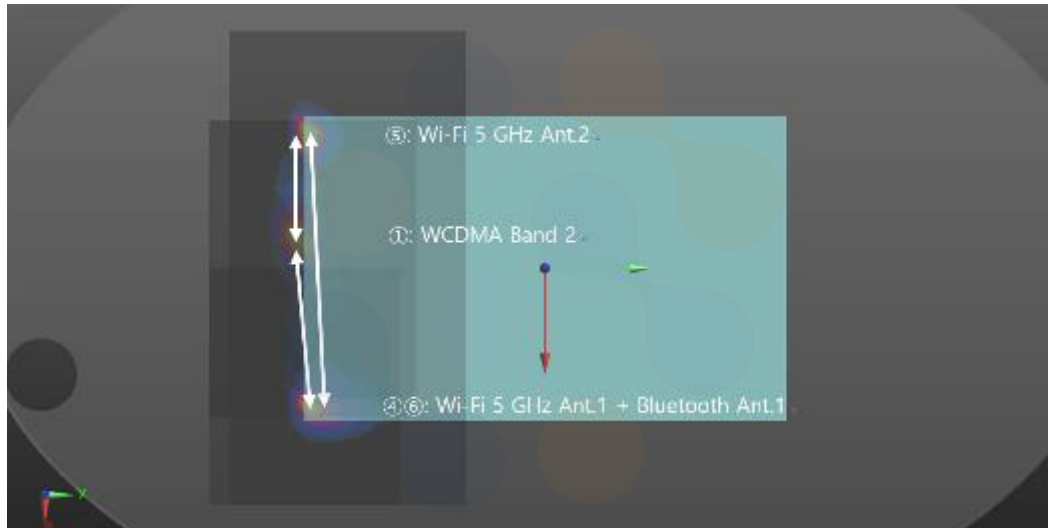 ⑤: Wi-Fi 5 GHz Ant.2
①: WCDMA Band 2
④⑥: Wi-Fi 5 GHz Ant.1 + Bluetooth Ant.1
Y